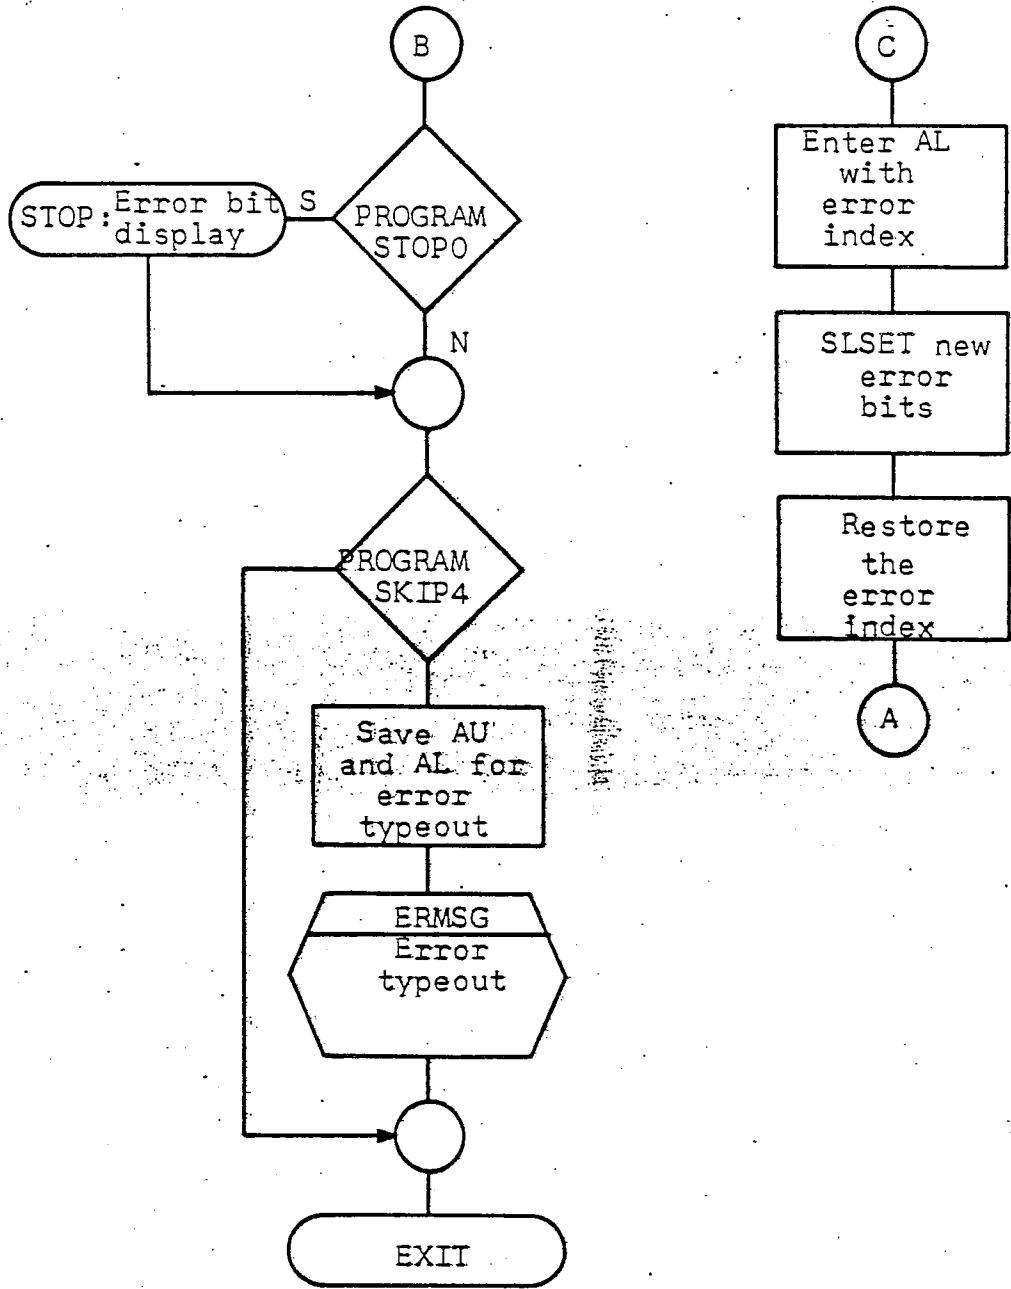 B
PROGRAM
STOP0
S
STOP: Error bit
display
N
PROGRAM
SKIP4
Save AU
and AL for
error
typeout
ERMSG
Error
typeout
EXIT
C
Enter AL
with
error
index
SLSET new
error
bits
Restore
the
error
index
A